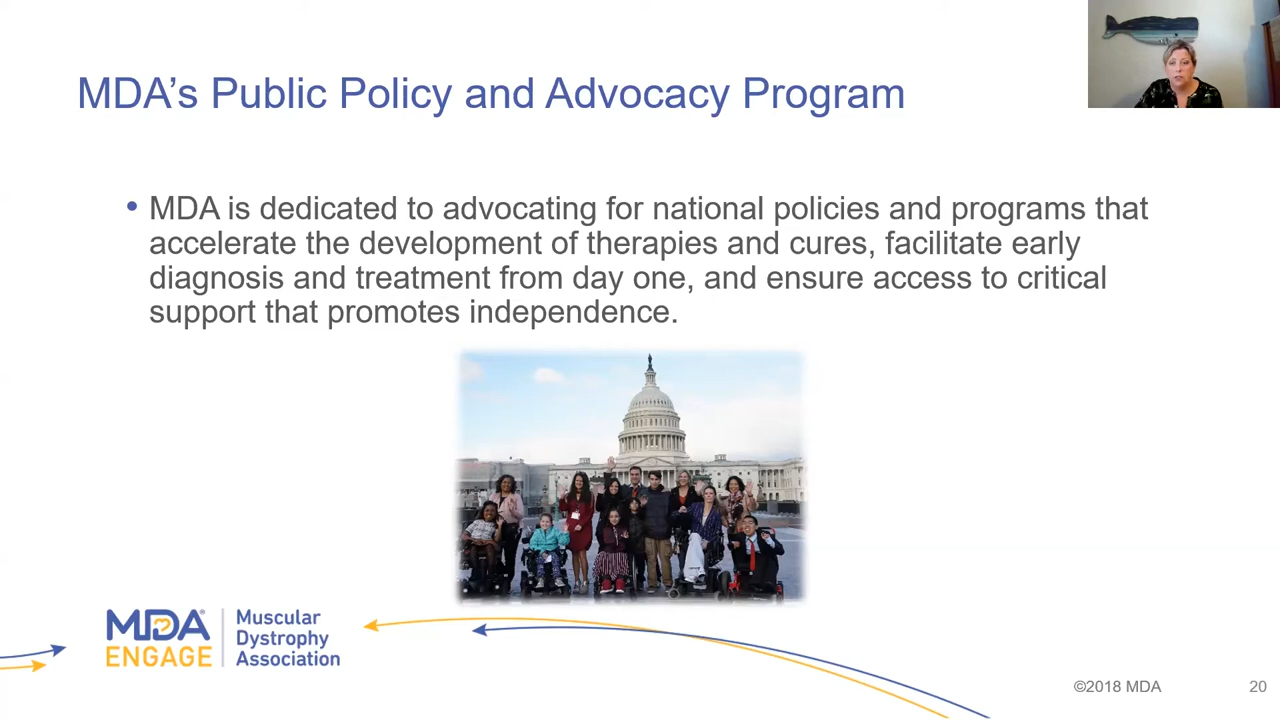 MDA's Public Policy and Advocacy Program
• MDA is dedicated to advocating for national policies and programs that
accelerate the development of therapies and cures, facilitate early
diagnosis and treatment from day one, and ensure access to critical
support that promotes independence.
MDA®
ENGAGE
Muscular
Dystrophy
Association
©2018 MDA
20